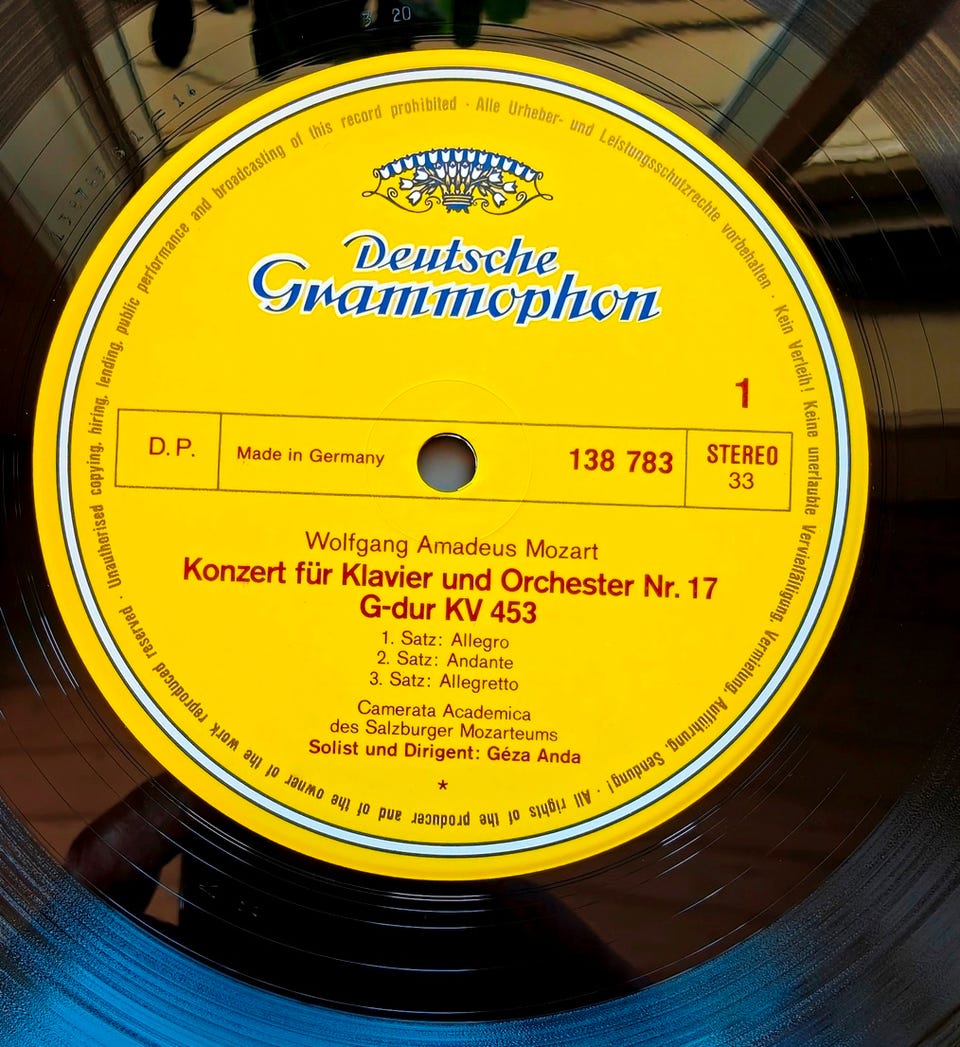 Deutsche
Grammophon
1
D. P.
Made in Germany
138 783
STEREO
33
Wolfgang Amadeus Mozart
Konzert für Klavier und Orchester Nr. 17
G-dur KV 453
1. Satz: Allegro
2. Satz: Andante
3. Satz: Allegretto
Camerata Academica
des Salzburger Mozarteums
Solist und Dirigent: Géza Anda
*
Alle Urheber- und Leistungsschutzrechte vorbehalten · Kein Verleih! Keine unerlaubte Vervielfältigung, Vermietung, Aufführung, Sendung! · All rights of the producer and of the owner of the work reproduced reserved · Unauthorised copying, hiring, lending, public performance and broadcasting of this record prohibited ·
3 20